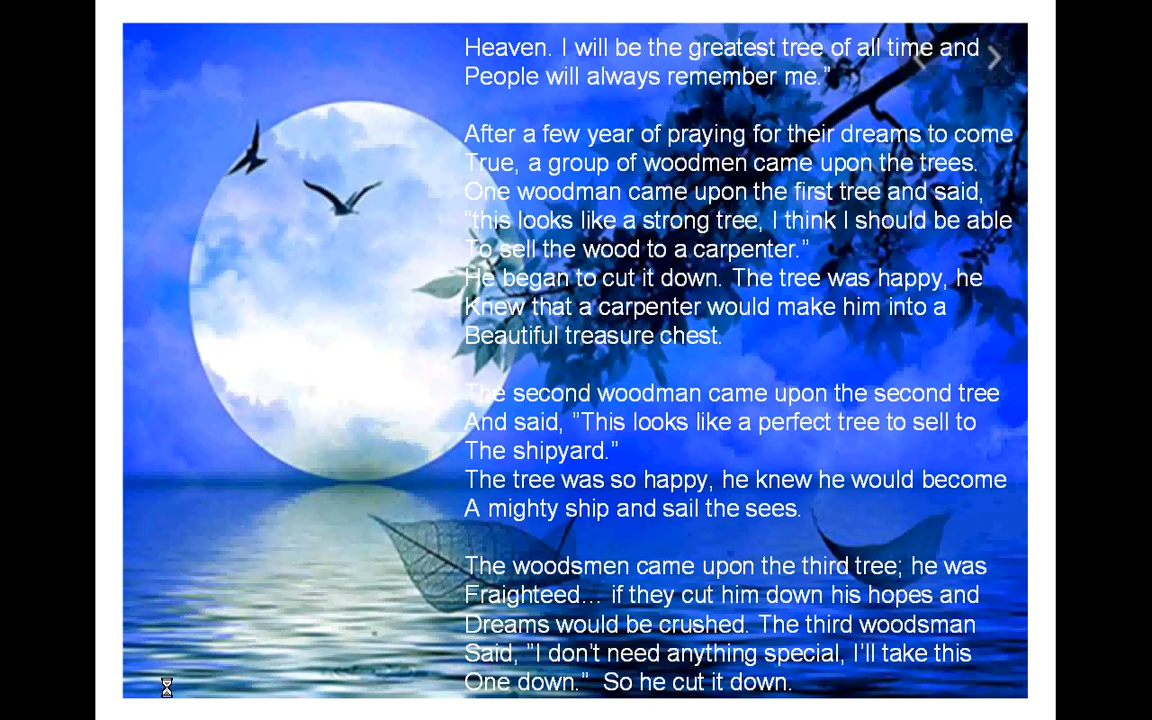 Heaven. I will be the greatest tree of all time and
People will always remember me.”
After a few year of praying for their dreams to come
True, a group of woodmen came upon the trees.
One woodman came upon the first tree and said,
“this looks like a strong tree, I think I should be able
To sell the wood to a carpenter.”
He began to cut it down. The tree was happy, he
Knew that a carpenter would make him into a
Beautiful treasure chest.
The second woodman came upon the second tree
And said, ”This looks like a perfect tree to sell to
The shipyard.”
The tree was so happy, he knew he would become
A mighty ship and sail the sees.
The woodsmen came upon the third tree; he was
Fraighteed… if they cut him down his hopes and
Dreams would be crushed. The third woodsman
Said, ”I don’t need anything special, I’ll take this
One down.”  So he cut it down.